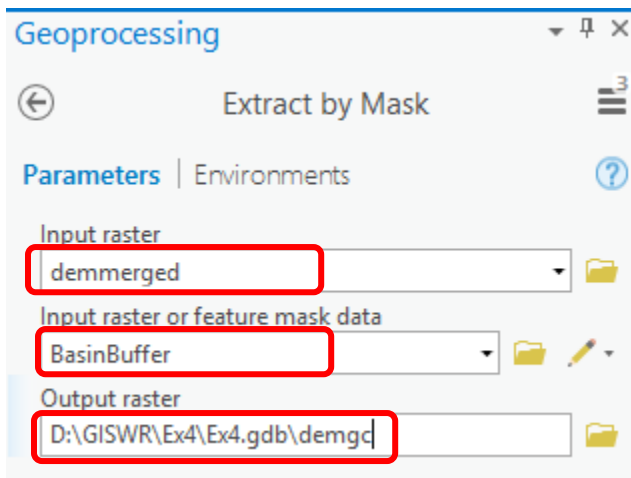 Geoprocessing
Extract by Mask
3
Parameters | Environments
?
Input raster
demmerged
Input raster or feature mask data
BasinBuffer
Output raster
D:\GISWR\Ex4\Ex4.gdb\demgc